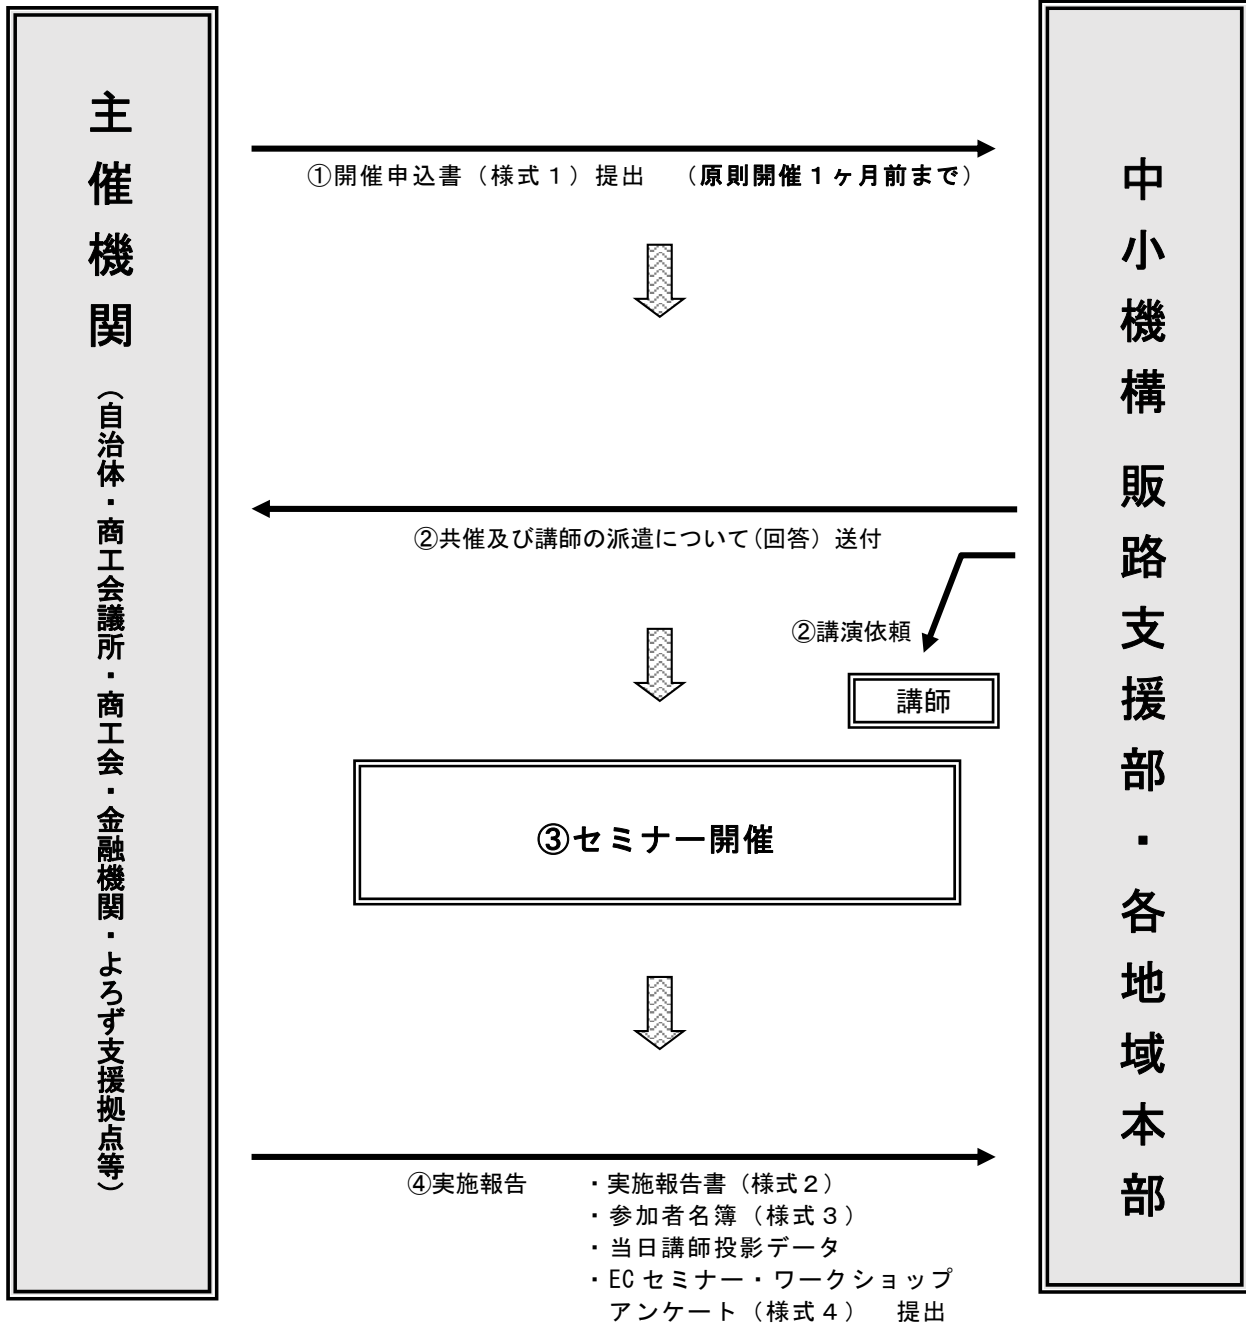 主催機関
（自治体・商工会議所・商工会・金融機関・よろず支援拠点等）
①開催申込書（様式１）提出　（原則開催１ヶ月前まで）
②共催及び講師の派遣について(回答）送付
②講演依頼
講師
③セミナー開催
④実施報告　・実施報告書（様式２）
・参加者名簿（様式３）
・当日講師投影データ
・ECセミナー・ワークショップ
アンケート（様式４）　提出
中小機構 販路支援部・各地域本部